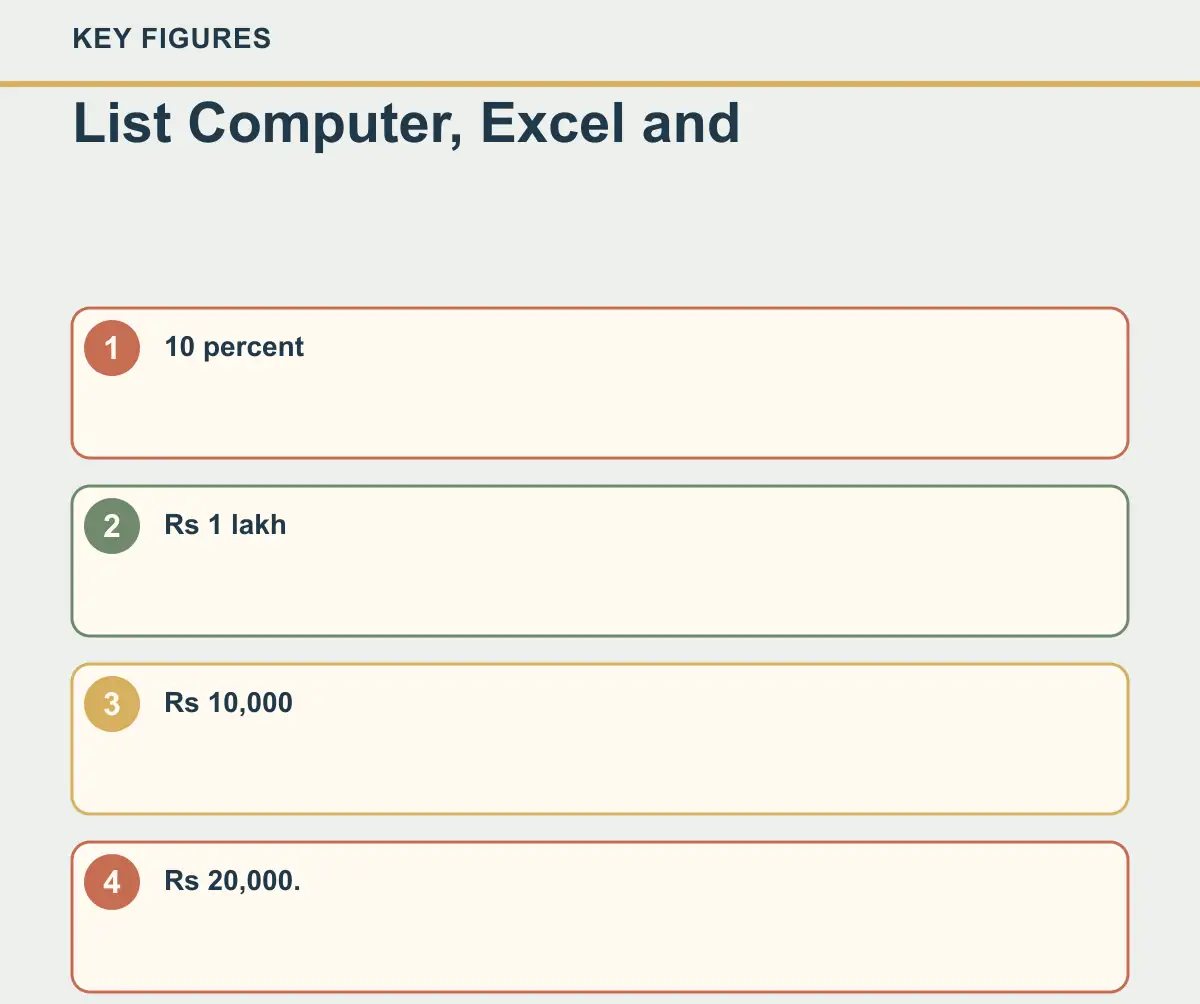 KEY FIGURES
List Computer, Excel and
1 10 percent
2 Rs 1 lakh
3 Rs 10,000
4 Rs 20,000.